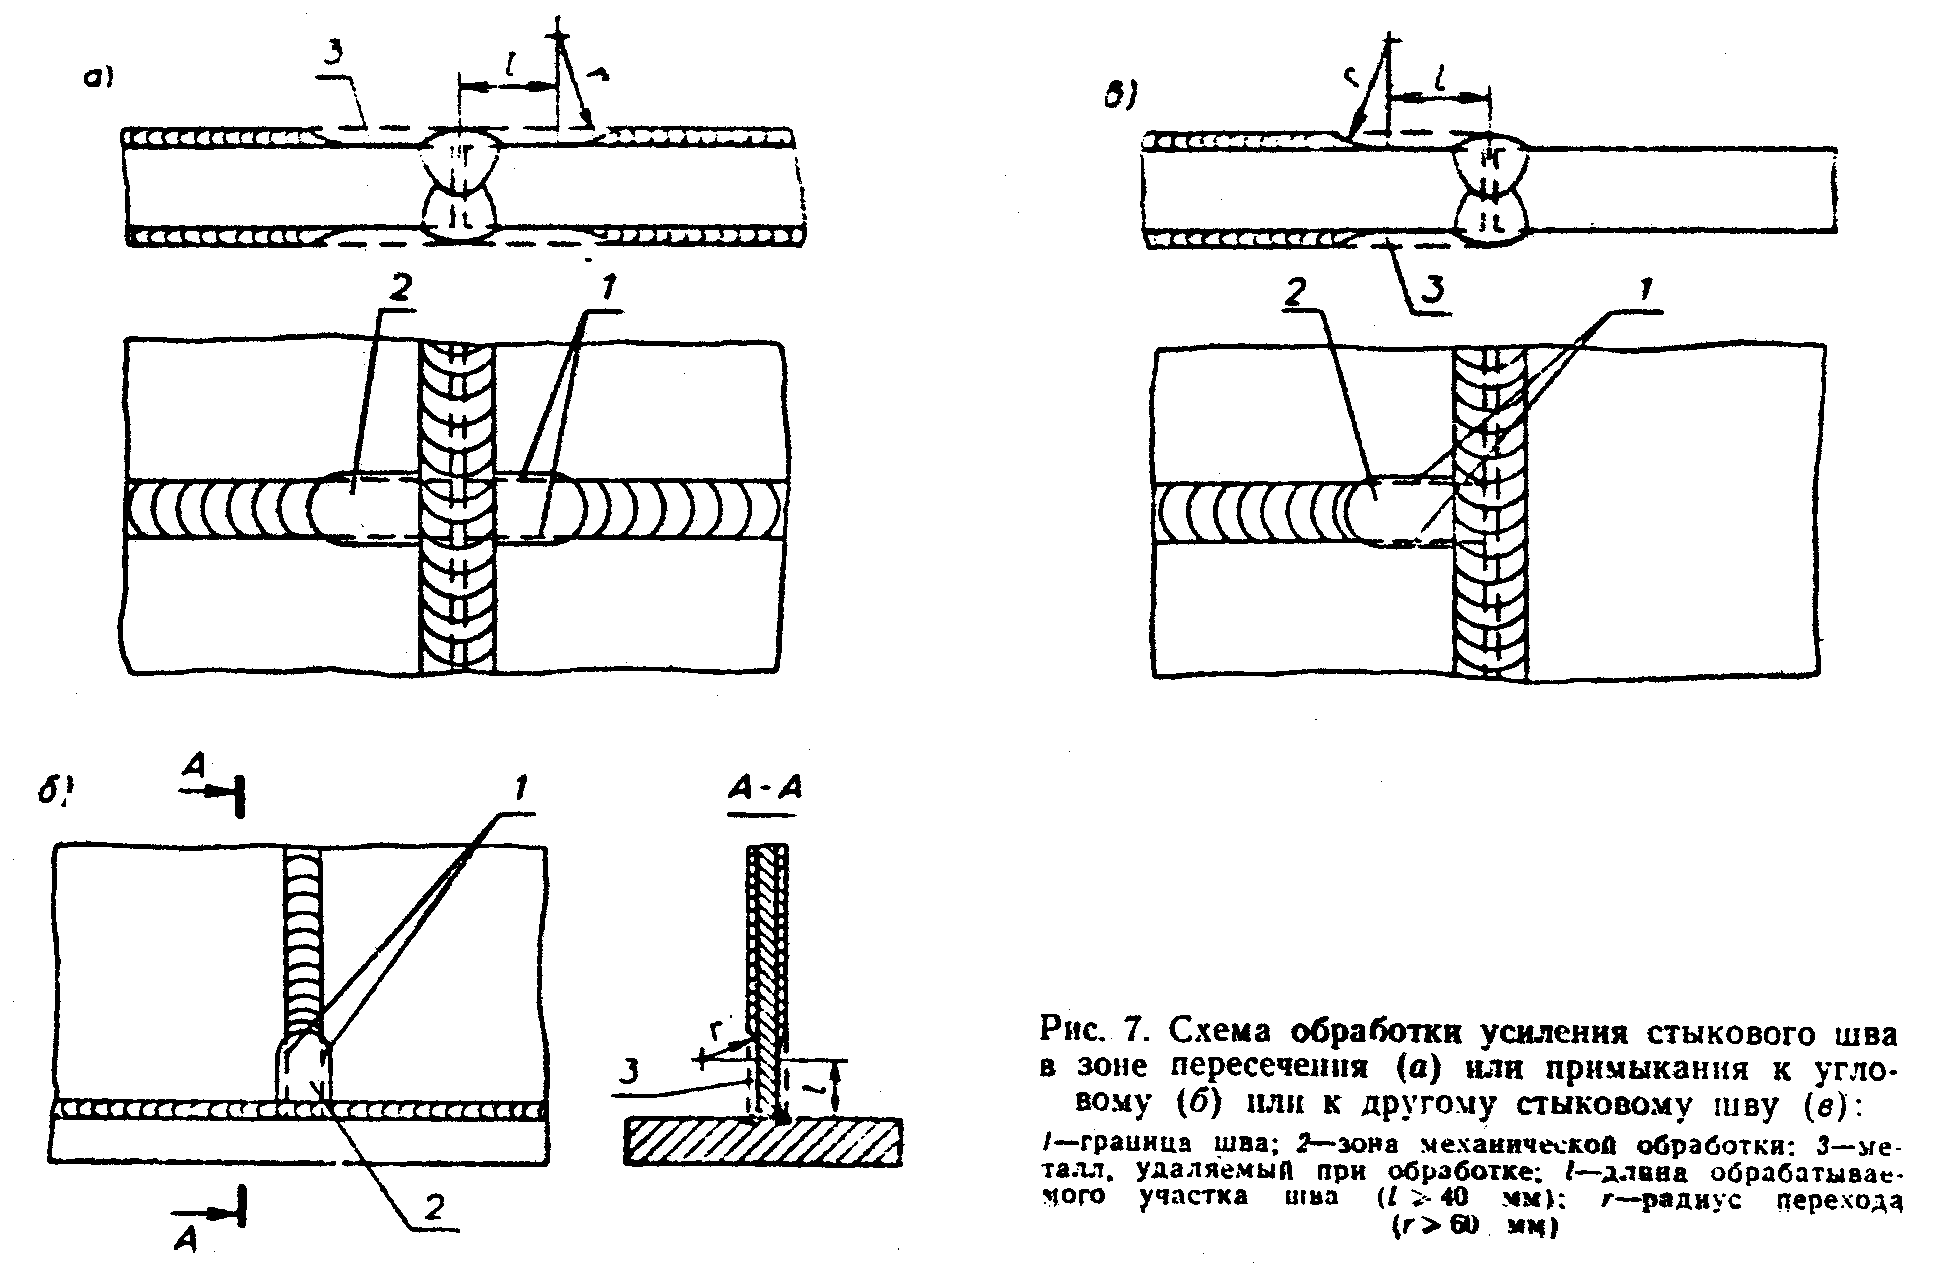 а)
3
l
r
2
1
в)
r
l
3
2
1
б)
А
1
А
2
А-А
r
3
l
Рис. 7. Схема обработки усиления стыкового шва
в зоне пересечения (а) или примыкания к угло-
вому (б) или к другому стыковому шву (в):
1—граница шва; 2—зона механической обработки; 3—ме-
талл, удаляемый при обработке; l—длина обрабатывае-
мого участка шва (l ≥ 40 мм); r—радиус перехода
(r > 60 мм)